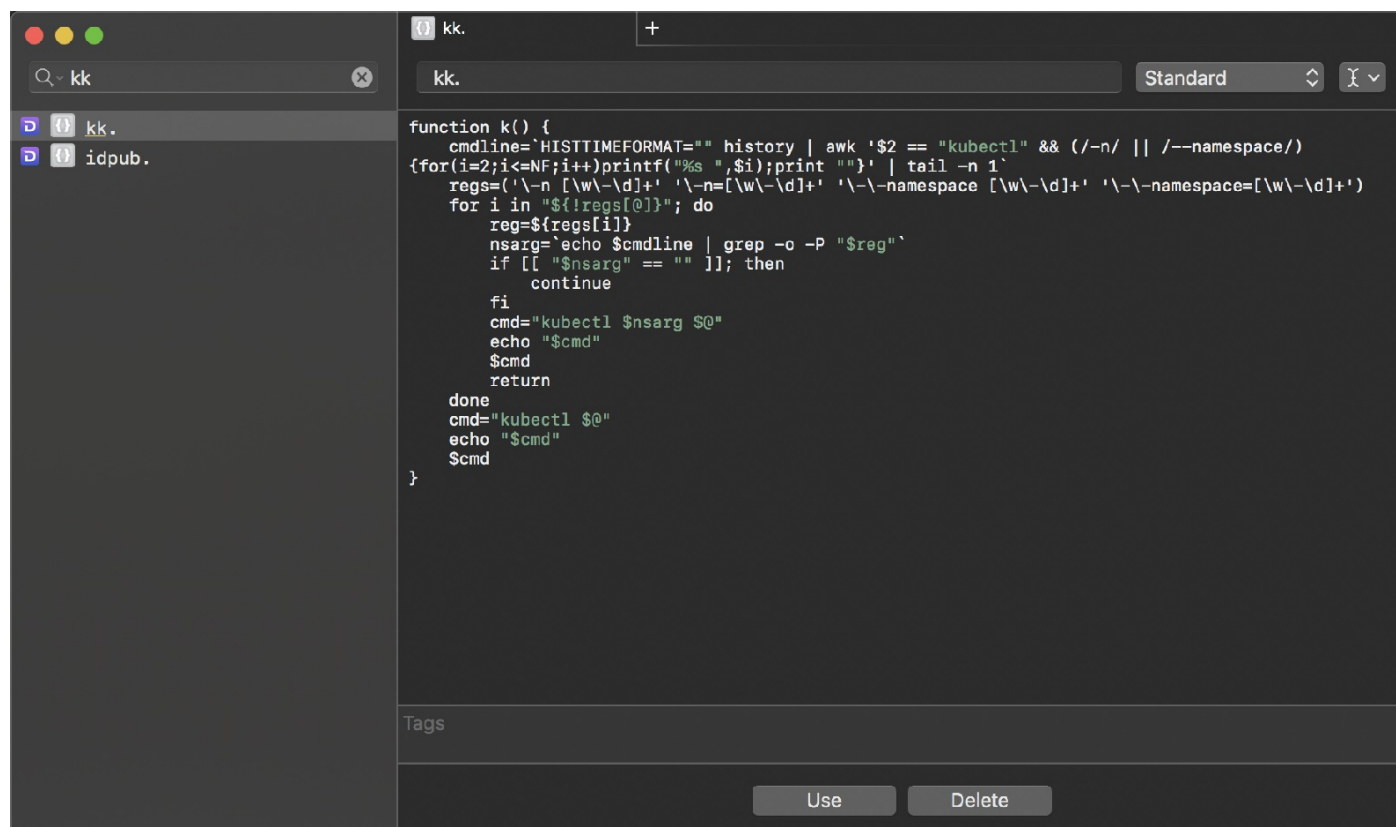 kk
kk.
idpub.
kk.
+
kk.
Standard
function k() {
    cmdline=`HISTTIMEFORMAT="" history | awk '$2 == "kubectl" && (/-n/ || /--namespace/)
{for(i=2;i<=NF;i++)printf("%s ",$i);print ""}' | tail -n 1`
    regs=('\-n [\w\-\d]+' '\-n=[\w\-\d]+' '\-\-namespace [\w\-\d]+' '\-\-namespace=[\w\-\d]+')
    for i in "${!regs[@]}"; do
        reg=${regs[i]}
        nsarg=`echo $cmdline | grep -o -P "$reg"`
        if [[ "$nsarg" == "" ]]; then
            continue
        fi
        cmd="kubectl $nsarg $@"
        echo "$cmd"
        $cmd
        return
    done
    cmd="kubectl $@"
    echo "$cmd"
    $cmd
}
Tags
Use
Delete